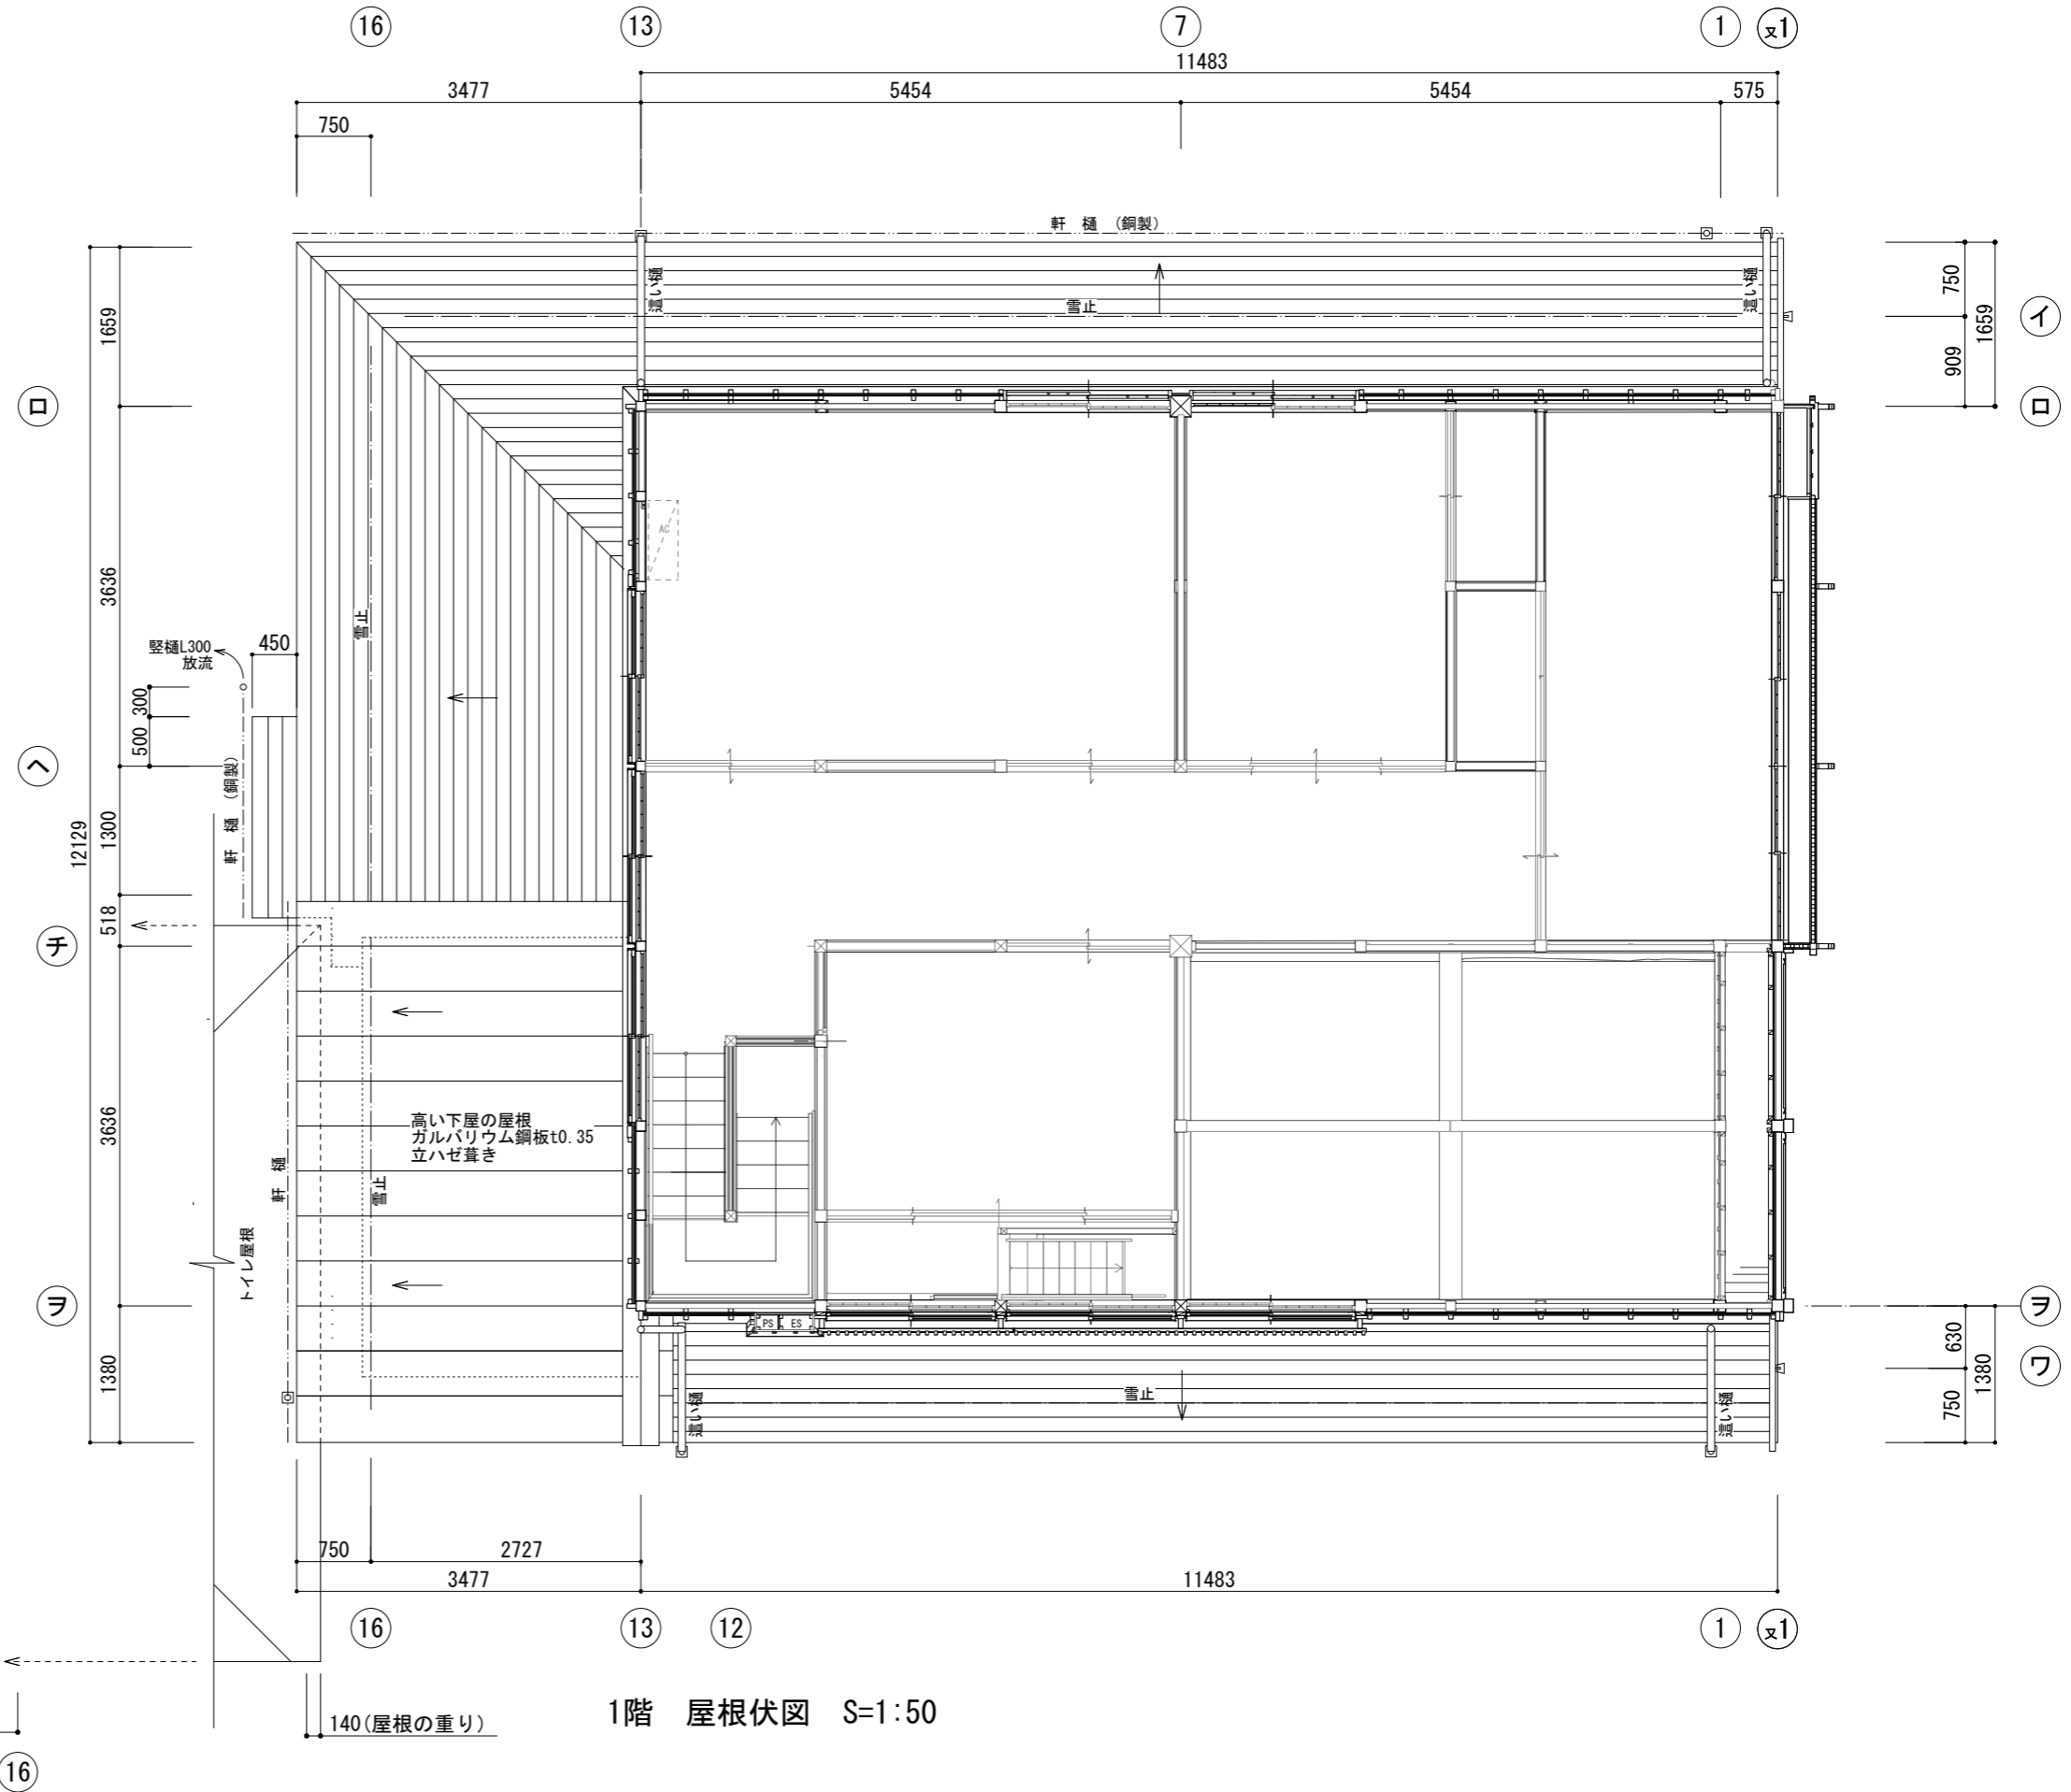 16
13
7
1
又1
11483
3477
5454
5454
575
750
軒 樋 (銅製)
這い樋
雪止
這い樋
1659
750
909
1659
イ
ロ
ロ
AC
3636
雪止
竪樋L300
放流
450
300
500
軒 樋 (銅製)
ヘ
12129
1300
518
チ
3636
高い下屋の屋根
ガルバリウム鋼板t0.35
立ハゼ葺き
軒 樋
雪止
トイレ屋根
ヲ
ヲ
PS
ES
1380
630
750
1380
ワ
雪止
這い樋
這い樋
750
2727
3477
11483
16
13
12
1
又1
140(屋根の重り)
1階 屋根伏図 S=1:50
16